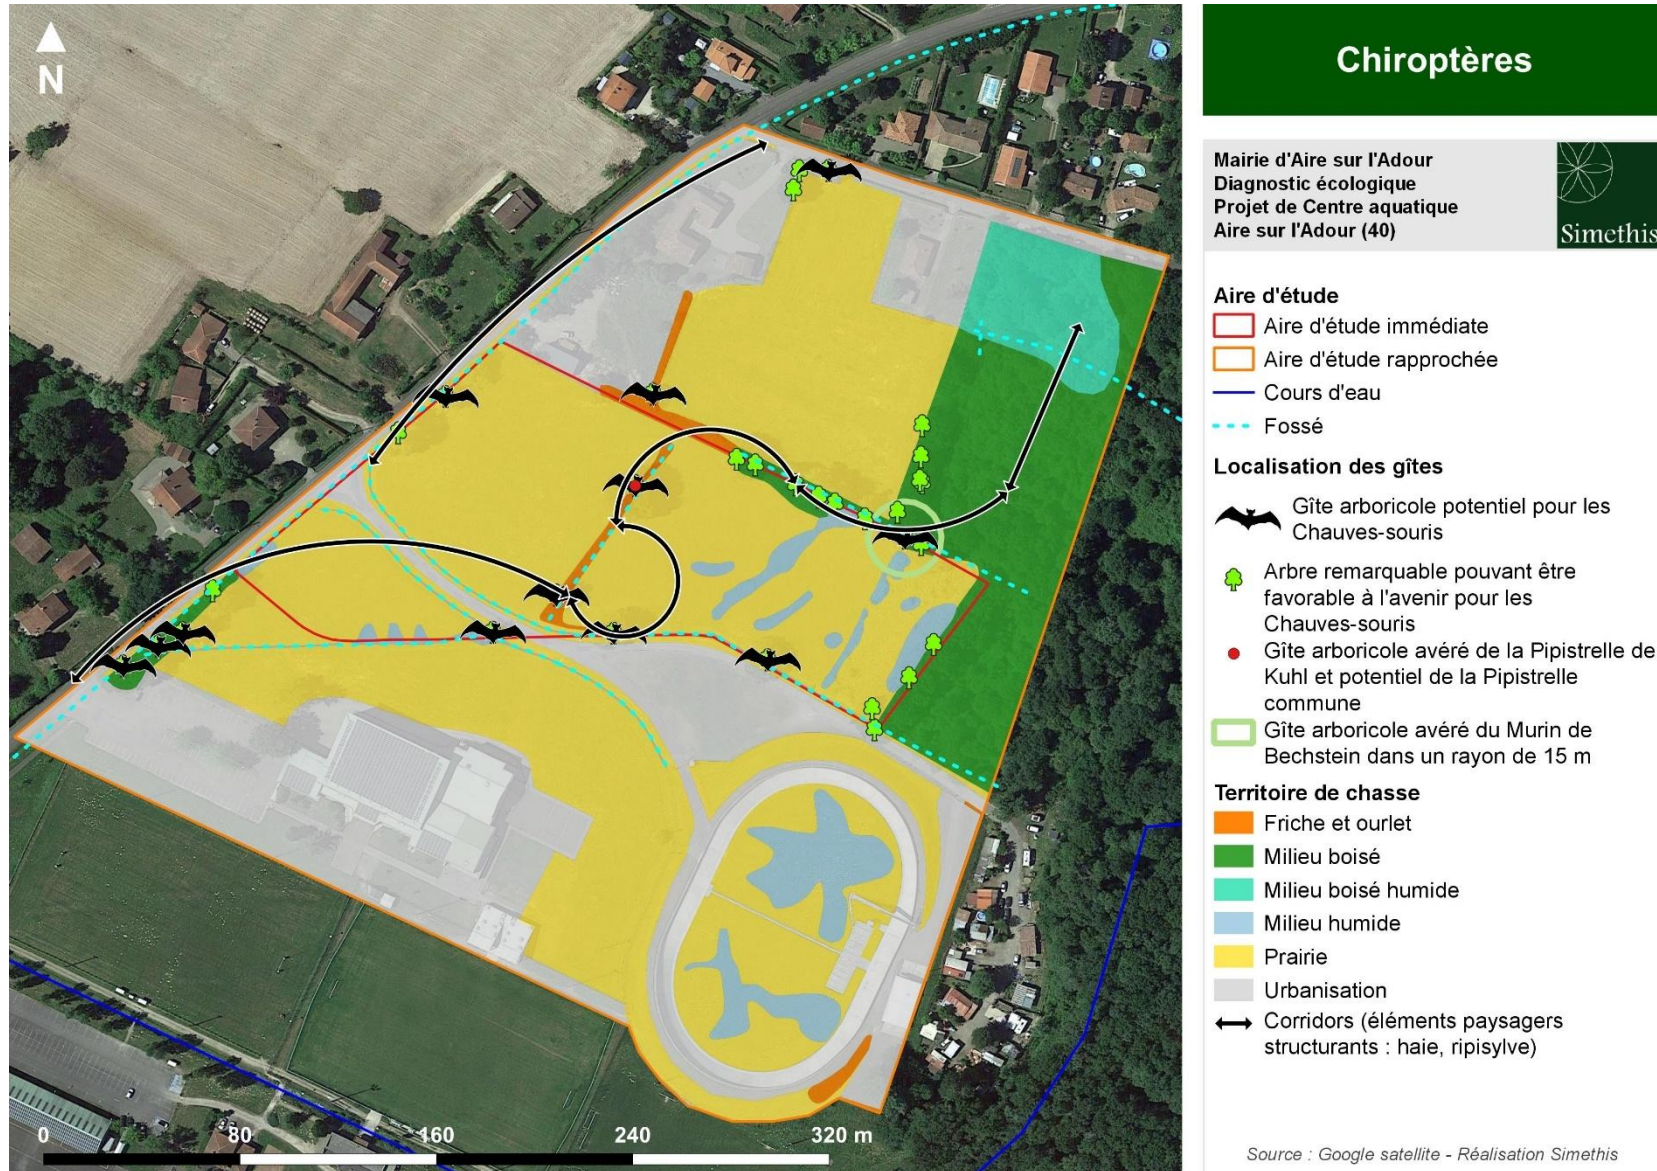 N
0 80 160 240 320 m
Chiroptères
Mairie d'Aire sur l'Adour
Diagnostic écologique
Projet de Centre aquatique
Aire sur l'Adour (40)
Simethis
Aire d'étude
Aire d'étude immédiate
Aire d'étude rapprochée
Cours d'eau
Fossé
Localisation des gîtes
Gîte arboricole potentiel pour les
Chauves-souris
Arbre remarquable pouvant être
favorable à l'avenir pour les
Chauves-souris
Gîte arboricole avéré de la Pipistrelle de
Kuhl et potentiel de la Pipistrelle
commune
Gîte arboricole avéré du Murin de
Bechstein dans un rayon de 15 m
Territoire de chasse
Friche et ourlet
Milieu boisé
Milieu boisé humide
Milieu humide
Prairie
Urbanisation
Corridors (éléments paysagers
structurants : haie, ripisylve)
Source : Google satellite - Réalisation Simethis